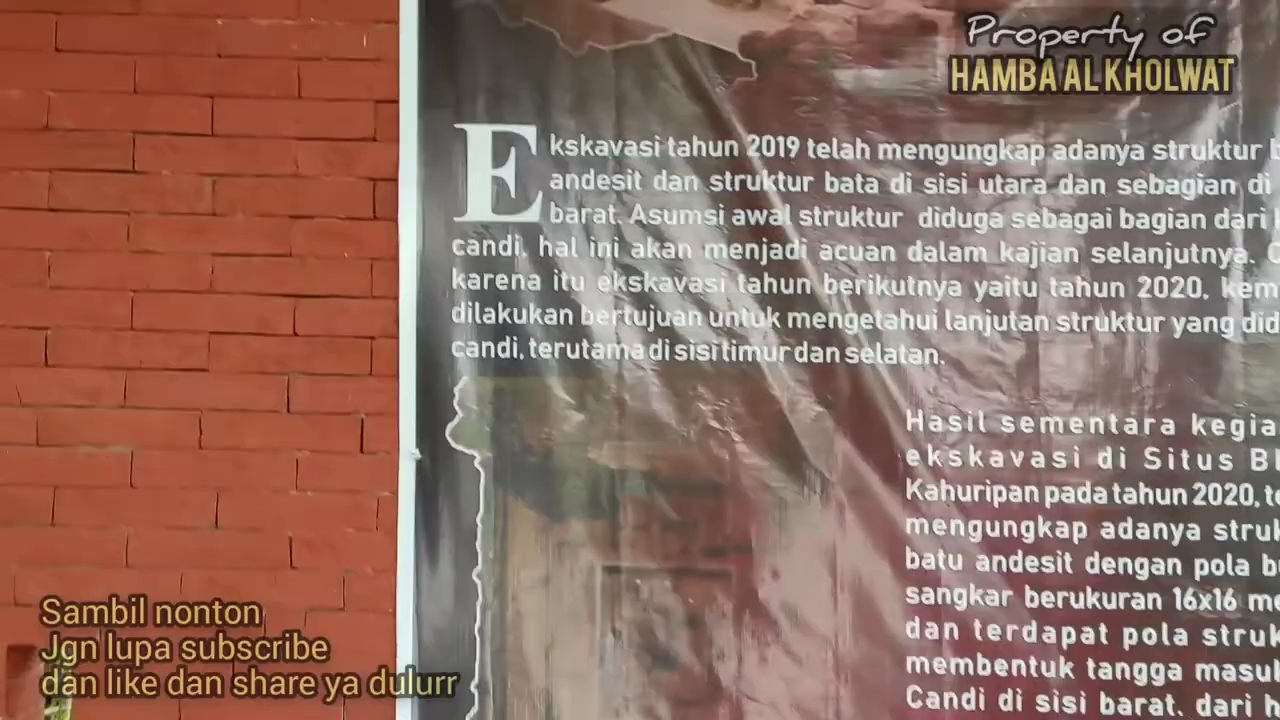 Property of
HAMBA AL KHOLWAT
Ekskavasi tahun 2019 telah mengungkap adanya struktur
andesit dan struktur bata di sisi utara dan sebagian di
barat. Asumsi awal struktur diduga sebagai bagian dari
candi, hal ini akan menjadi acuan dalam kajian selanjutnya.
karena itu ekskavasi tahun berikutnya yaitu tahun 2020,
dilakukan bertujuan untuk mengetahui lanjutan struktur yang
candi, terutama di sisi timur dan selatan.
Hasil sementara
ekskavasi di Situs
Kahuripan pada tahun 2020,
mengungkap adanya
batu andesit dengan pola
sangkar berukuran 16x16
dan terdapat pola
membentuk tangga
Candi di sisi barat, dari
Sambil nonton
Jgn lupa subscribe
dan like dan share ya dulurr